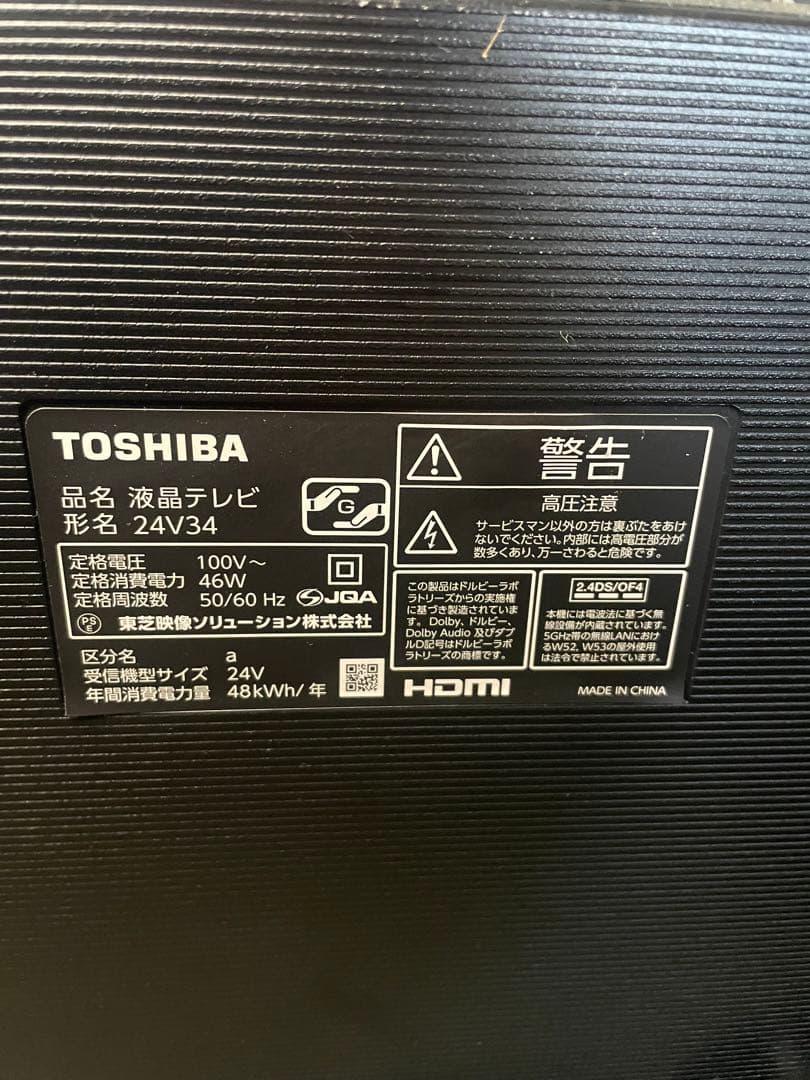 TOSHIBA
品名 液晶テレビ
形名 24V34
G
定格電圧 100V～
定格消費電力 46W
定格周波数 50/60 Hz
JQA
PS
E
東芝映像ソリューション株式会社
区分名 a
受信機型サイズ 24V
年間消費電力量 48kWh/年
警告
高圧注意
サービスマン以外の方は裏ぶたをあけ
ないでください。内部には高電圧部分が
数多くあり、万一さわると危険です。
この製品はドルビーラボ
ラトリーズからの実施権
に基づき製造されていま
す。Dolby、ドルビー、
Dolby Audio 及びダブ
ルD記号はドルビーラボ
ラトリーズの商標です。
2.4DS/OF4
本機には電波法に基づく無
線設備が内蔵されています。
5GHz帯の無線LANにおけ
るW52、W53の屋外使用
は法令で禁止されています。
HDMI
MADE IN CHINA